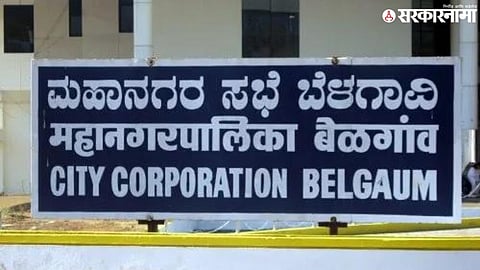 सरकारनामा
ಮಹಾನಗರ ಸಭೆ ಬೆಳಗಾವಿ
महानगरपालिका बेळगांव
CITY CORPORATION BELGAUM